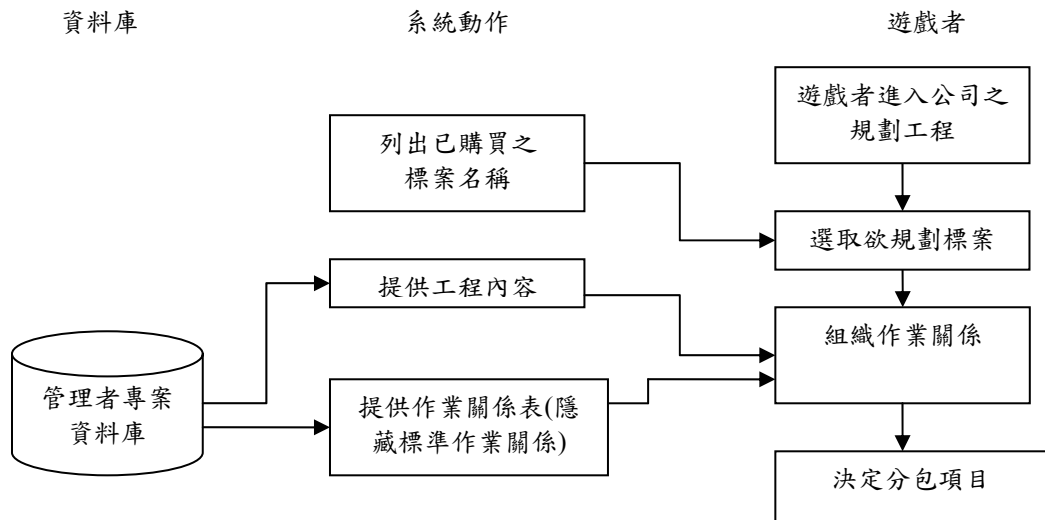 資料庫
系統動作
遊戲者
遊戲者進入公司之
規劃工程
列出已購買之
標案名稱
選取欲規劃標案
提供工程內容
組織作業關係
管理者專案
資料庫
提供作業關係表(隱
藏標準作業關係)
決定分包項目